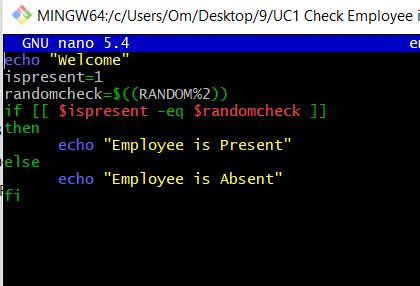 MINGW64:/c/Users/Om/Desktop/9/UC1 Check Employee i
GNU nano 5.4 en
echo "Welcome"
ispresent=1
randomcheck=$((RANDOM%2))
if [[ $ispresent -eq $randomcheck ]]
then
echo "Employee is Present"
else
echo "Employee is Absent"
fi